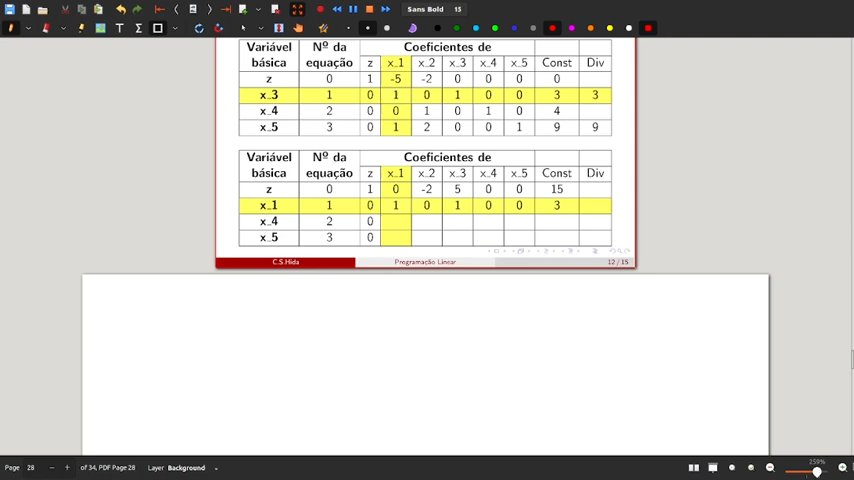 Sans Bold 15
Variável Nº da Coeficientes de
básica equação z x_1 x_2 x_3 x_4 x_5 Const Div
z 0 1 -5 -2 0 0 0 0
x_3 1 0 1 0 1 0 0 3 3
x_4 2 0 0 1 0 1 0 4
x_5 3 0 1 2 0 0 1 9 9
Variável Nº da Coeficientes de
básica equação z x_1 x_2 x_3 x_4 x_5 Const Div
z 0 1 0 -2 5 0 0 15
x_1 1 0 1 0 1 0 0 3
x_4 2 0
x_5 3 0
C.S.Hida Programação Linear 12 / 15
Page 28 of 34, PDF Page 28 Layer Background 259%